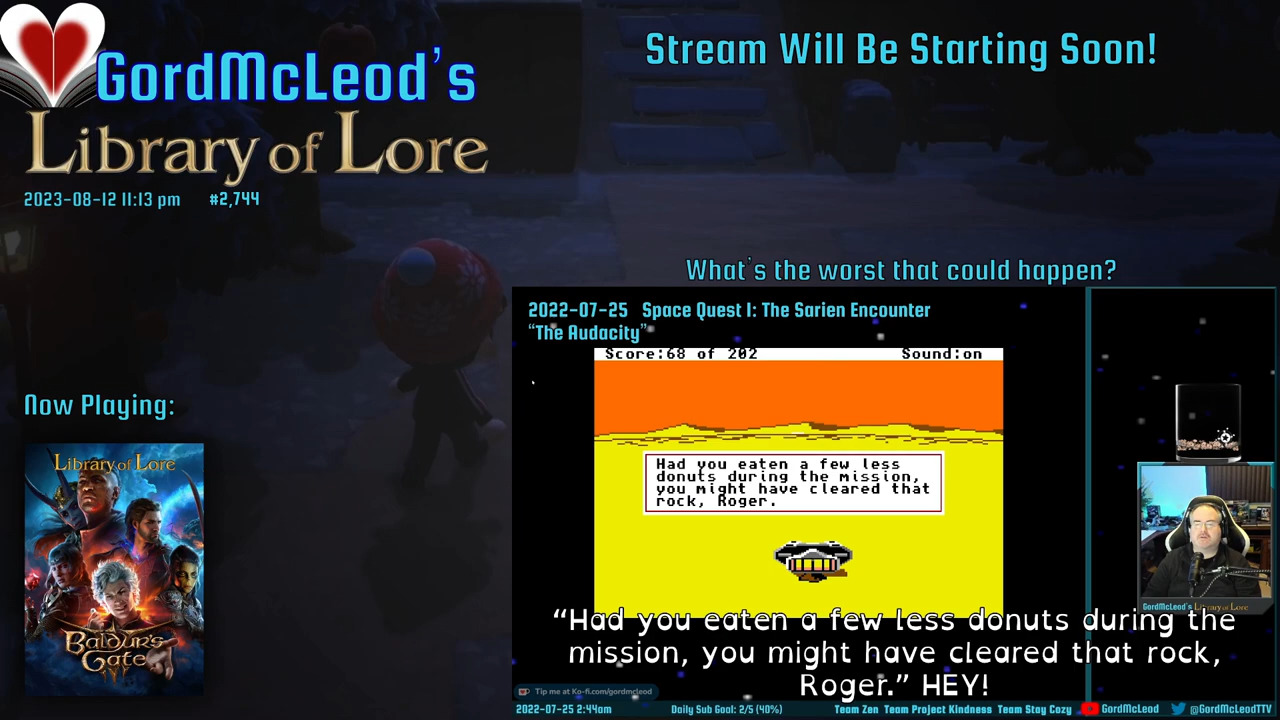 GordMcLeod's
Library of Lore
2023-08-12 11:13 pm #2,744
Stream Will Be Starting Soon!
Now Playing:
Library of Lore
Baldur's
Gate
III
What's the worst that could happen?
2022-07-25 Space Quest I: The Sarien Encounter
“The Audacity”
Score:68 of 202 Sound:on
Had you eaten a few less
donuts during the mission,
you might have cleared that
rock, Roger.
“Had you eaten a few less donuts during the
mission, you might have cleared that rock,
Roger.” HEY!
GordMcLeod's Library of Lore
Tip me at Ko-fi.com/gordmcleod
2022-07-25 2:44am Daily Sub Goal: 2/5 (40%) Team Zen Team Project Kindness Team Stay Cozy GordMcLeod @GordMcLeodTTV